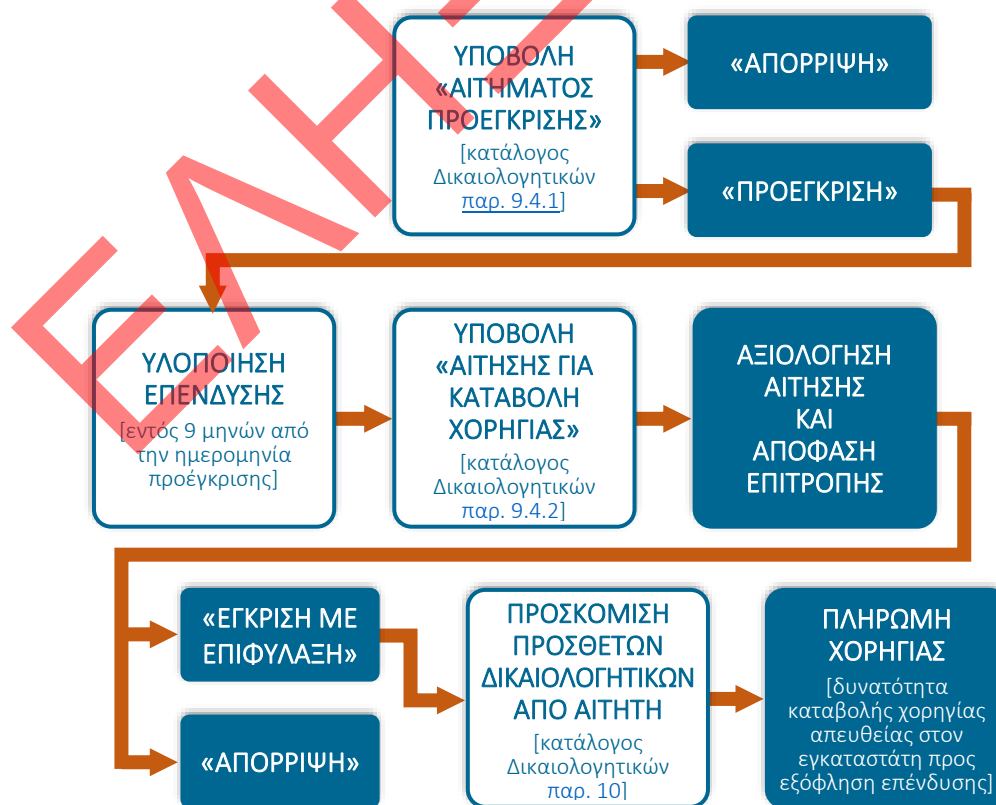 ΥΠΟΒΟΛΗ
«ΑΙΤΗΜΑΤΟΣ
ΠΡΟΕΓΚΡΙΣΗΣ»
[κατάλογος
Δικαιολογητικών
παρ. 9.4.1]
«ΑΠΟΡΡΙΨΗ»
«ΠΡΟΕΓΚΡΙΣΗ»
ΥΛΟΠΟΙΗΣΗ
ΕΠΕΝΔΥΣΗΣ
[εντός 9 μηνών από
την ημερομηνία
προέγκρισης]
ΥΠΟΒΟΛΗ
«ΑΙΤΗΣΗΣ ΓΙΑ
ΚΑΤΑΒΟΛΗ
ΧΟΡΗΓΙΑΣ»
[κατάλογος
Δικαιολογητικών
παρ. 9.4.2]
ΑΞΙΟΛΟΓΗΣΗ
ΑΙΤΗΣΗΣ
ΚΑΙ
ΑΠΟΦΑΣΗ
ΕΠΙΤΡΟΠΗΣ
«ΕΓΚΡΙΣΗ ΜΕ
ΕΠΙΦΥΛΑΞΗ»
«ΑΠΟΡΡΙΨΗ»
ΠΡΟΣΚΟΜΙΣΗ
ΠΡΟΣΘΕΤΩΝ
ΔΙΚΑΙΟΛΟΓΗΤΙΚΩΝ
ΑΠΟ ΑΙΤΗΤΗ
[κατάλογος
Δικαιολογητικών
παρ. 10]
ΠΛΗΡΩΜΗ
ΧΟΡΗΓΙΑΣ
[δυνατότητα
καταβολής χορηγίας
απευθείας στον
εγκαταστάτη προς
εξόφληση επένδυσης]